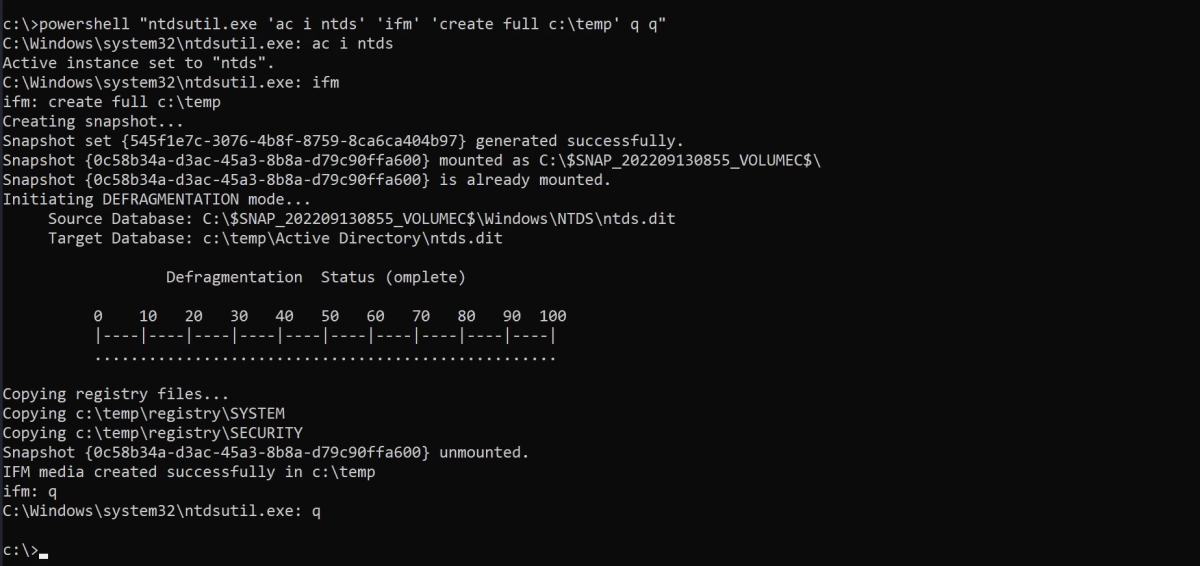 c:\>powershell "ntdsutil.exe 'ac i ntds' 'ifm' 'create full c:\temp' q q"
C:\Windows\system32\ntdsutil.exe: ac i ntds
Active instance set to "ntds".
C:\Windows\system32\ntdsutil.exe: ifm
ifm: create full c:\temp
Creating snapshot...
Snapshot set {545f1e7c-3076-4b8f-8759-8ca6ca404b97} generated successfully.
Snapshot {0c58b34a-d3ac-45a3-8b8a-d79c90ffa600} mounted as C:\$SNAP_202209130855_VOLUMEC$\
Snapshot {0c58b34a-d3ac-45a3-8b8a-d79c90ffa600} is already mounted.
Initiating DEFRAGMENTATION mode...
     Source Database: C:\$SNAP_202209130855_VOLUMEC$\Windows\NTDS\ntds.dit
     Target Database: c:\temp\Active Directory\ntds.dit
                  Defragmentation  Status (omplete)
          0    10   20   30   40   50   60   70   80   90  100
          |----|----|----|----|----|----|----|----|----|----|
          ...................................................
Copying registry files...
Copying c:\temp\registry\SYSTEM
Copying c:\temp\registry\SECURITY
Snapshot {0c58b34a-d3ac-45a3-8b8a-d79c90ffa600} unmounted.
IFM media created successfully in c:\temp
ifm: q
C:\Windows\system32\ntdsutil.exe: q
c:\>